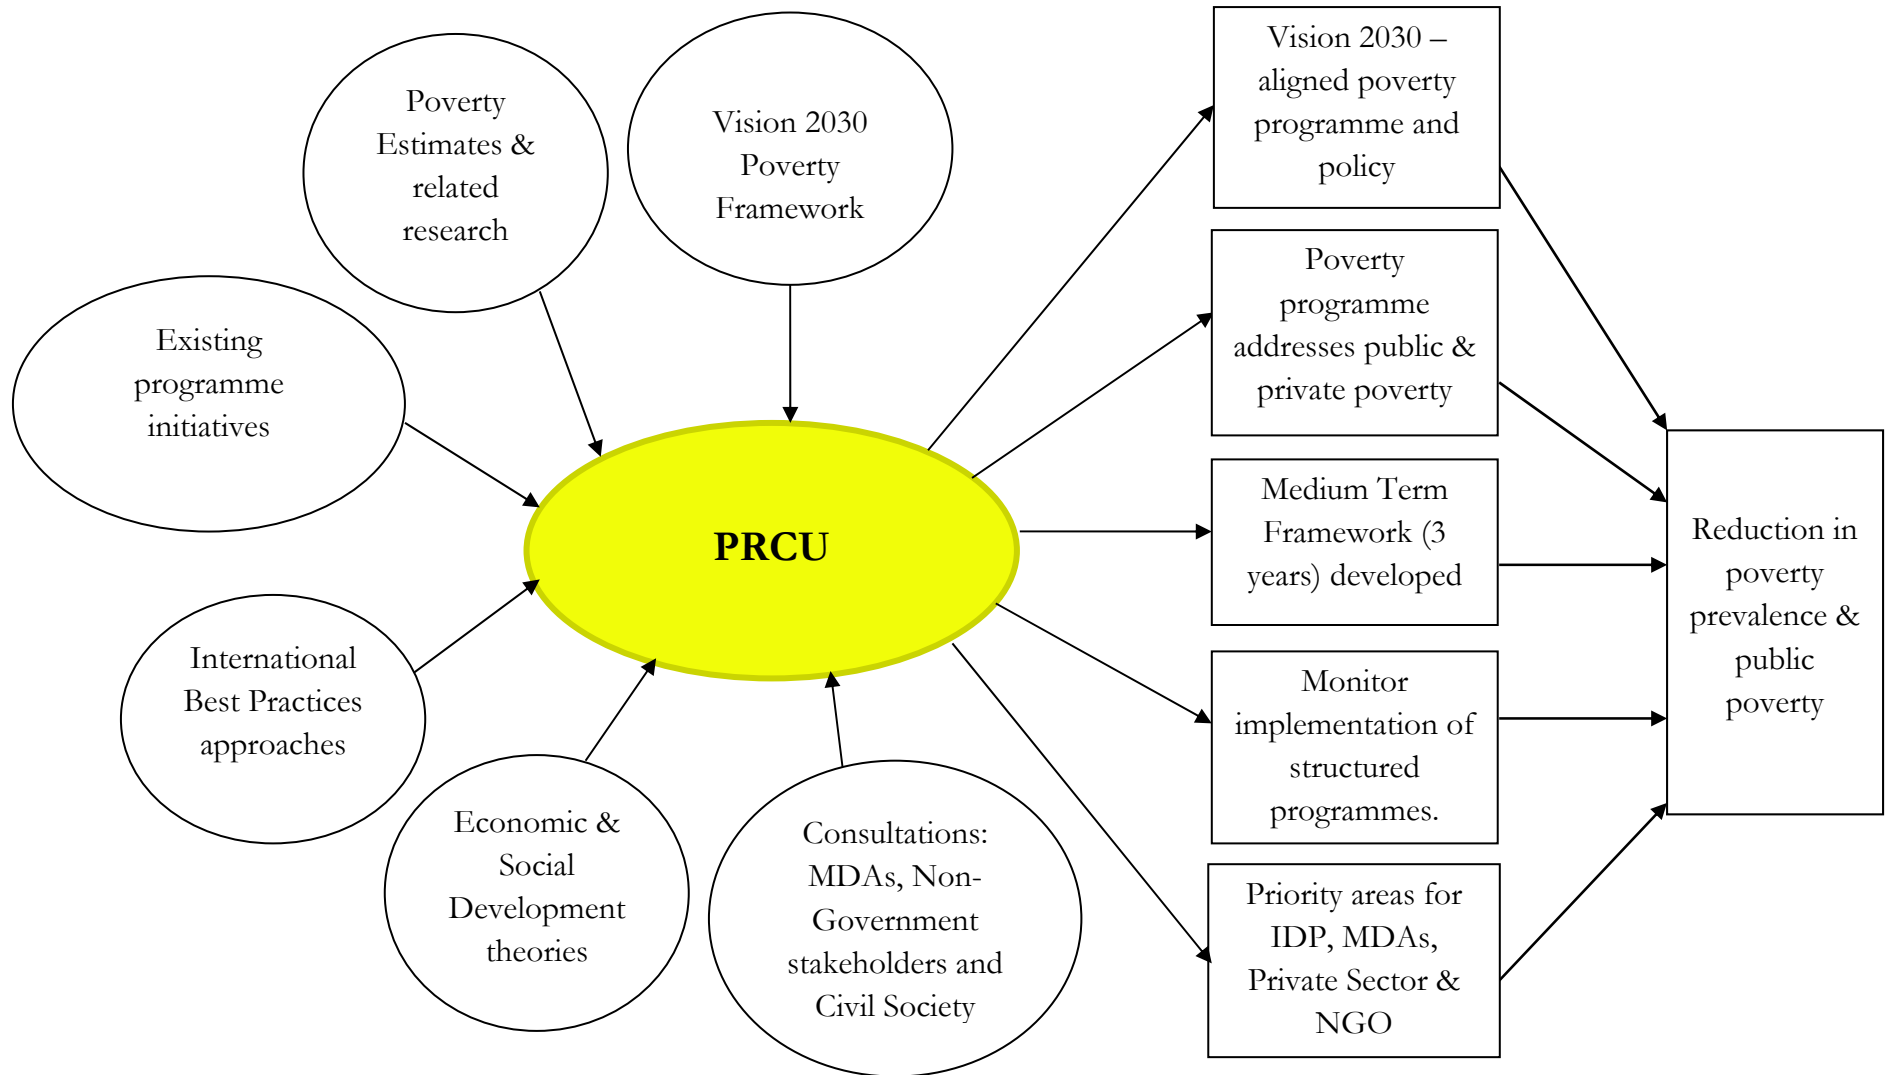 Poverty
Estimates &
related
research
Vision 2030
Poverty
Framework
Existing
programme
initiatives
International
Best Practices
approaches
Economic &
Social
Development
theories
Consultations:
MDAs, Non-
Government
stakeholders and
Civil Society
PRCU
Vision 2030 –
aligned poverty
programme and
policy
Poverty
programme
addresses public &
private poverty
Medium Term
Framework (3
years) developed
Monitor
implementation of
structured
programmes.
Priority areas for
IDP, MDAs,
Private Sector &
NGO
Reduction in
poverty
prevalence &
public
poverty